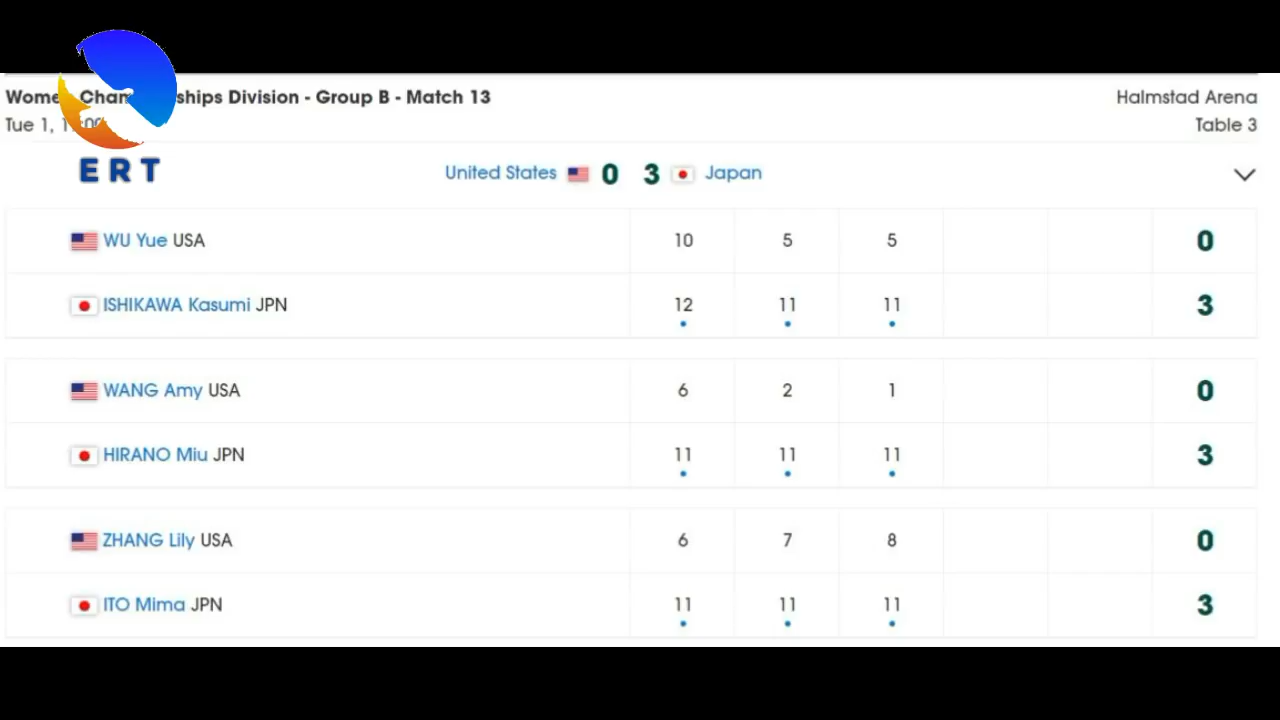 Women Championships Division - Group B - Match 13
Halmstad Arena
Tue 1,
Table 3
ERT
United States 0 3 Japan
WU Yue USA 10 5 5 0
ISHIKAWA Kasumi JPN 12 11 11 3
WANG Amy USA 6 2 1 0
HIRANO Miu JPN 11 11 11 3
ZHANG Lily USA 6 7 8 0
ITO Mima JPN 11 11 11 3